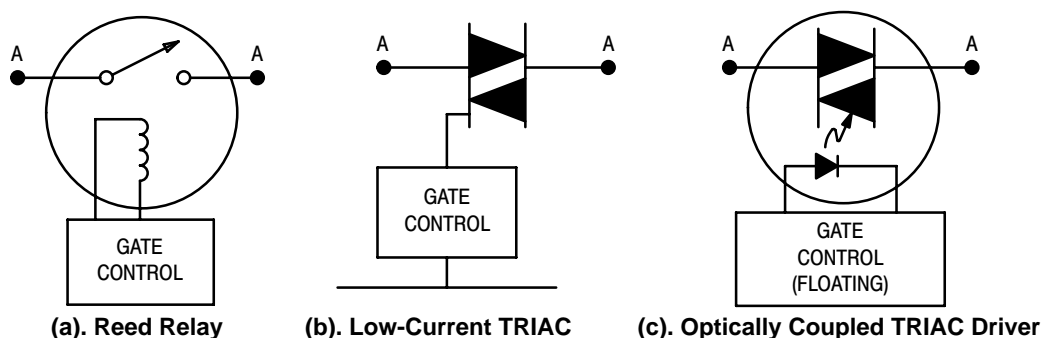 A
A
GATE
CONTROL
(a). Reed Relay
A
A
GATE
CONTROL
(b). Low-Current TRIAC
A
A
GATE
CONTROL
(FLOATING)
(c). Optically Coupled TRIAC Driver